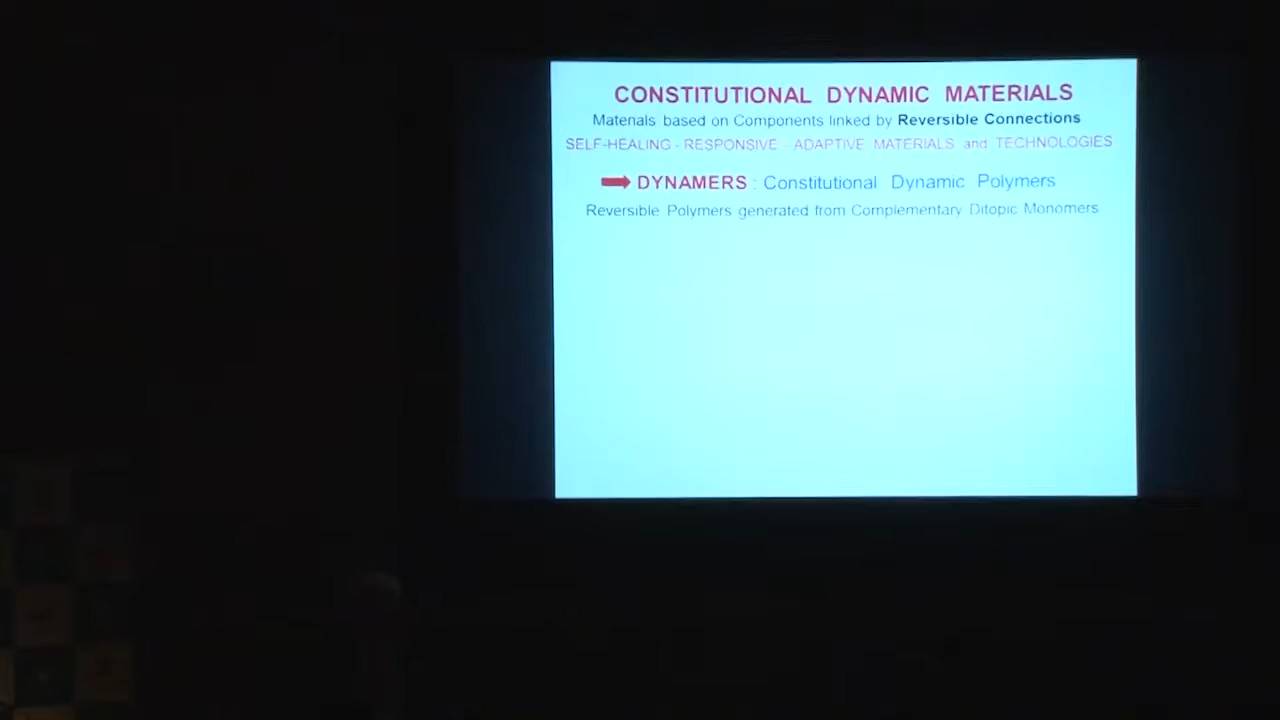 CONSTITUTIONAL DYNAMIC MATERIALS
Materials based on Components linked by Reversible Connections
SELF-HEALING - RESPONSIVE - ADAPTIVE MATERIALS and TECHNOLOGIES
DYNAMERS : Constitutional Dynamic Polymers
Reversible Polymers generated from Complementary Ditopic Monomers